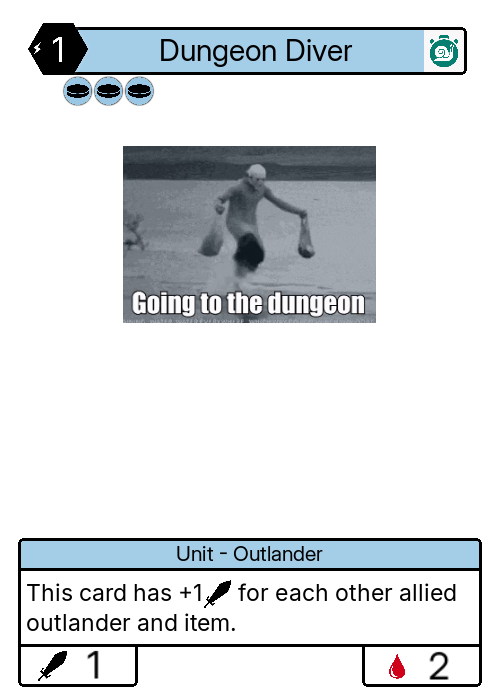 1
Dungeon Diver
Going to the dungeon
Unit - Outlander
This card has +1 for each other allied
outlander and item.
1
2